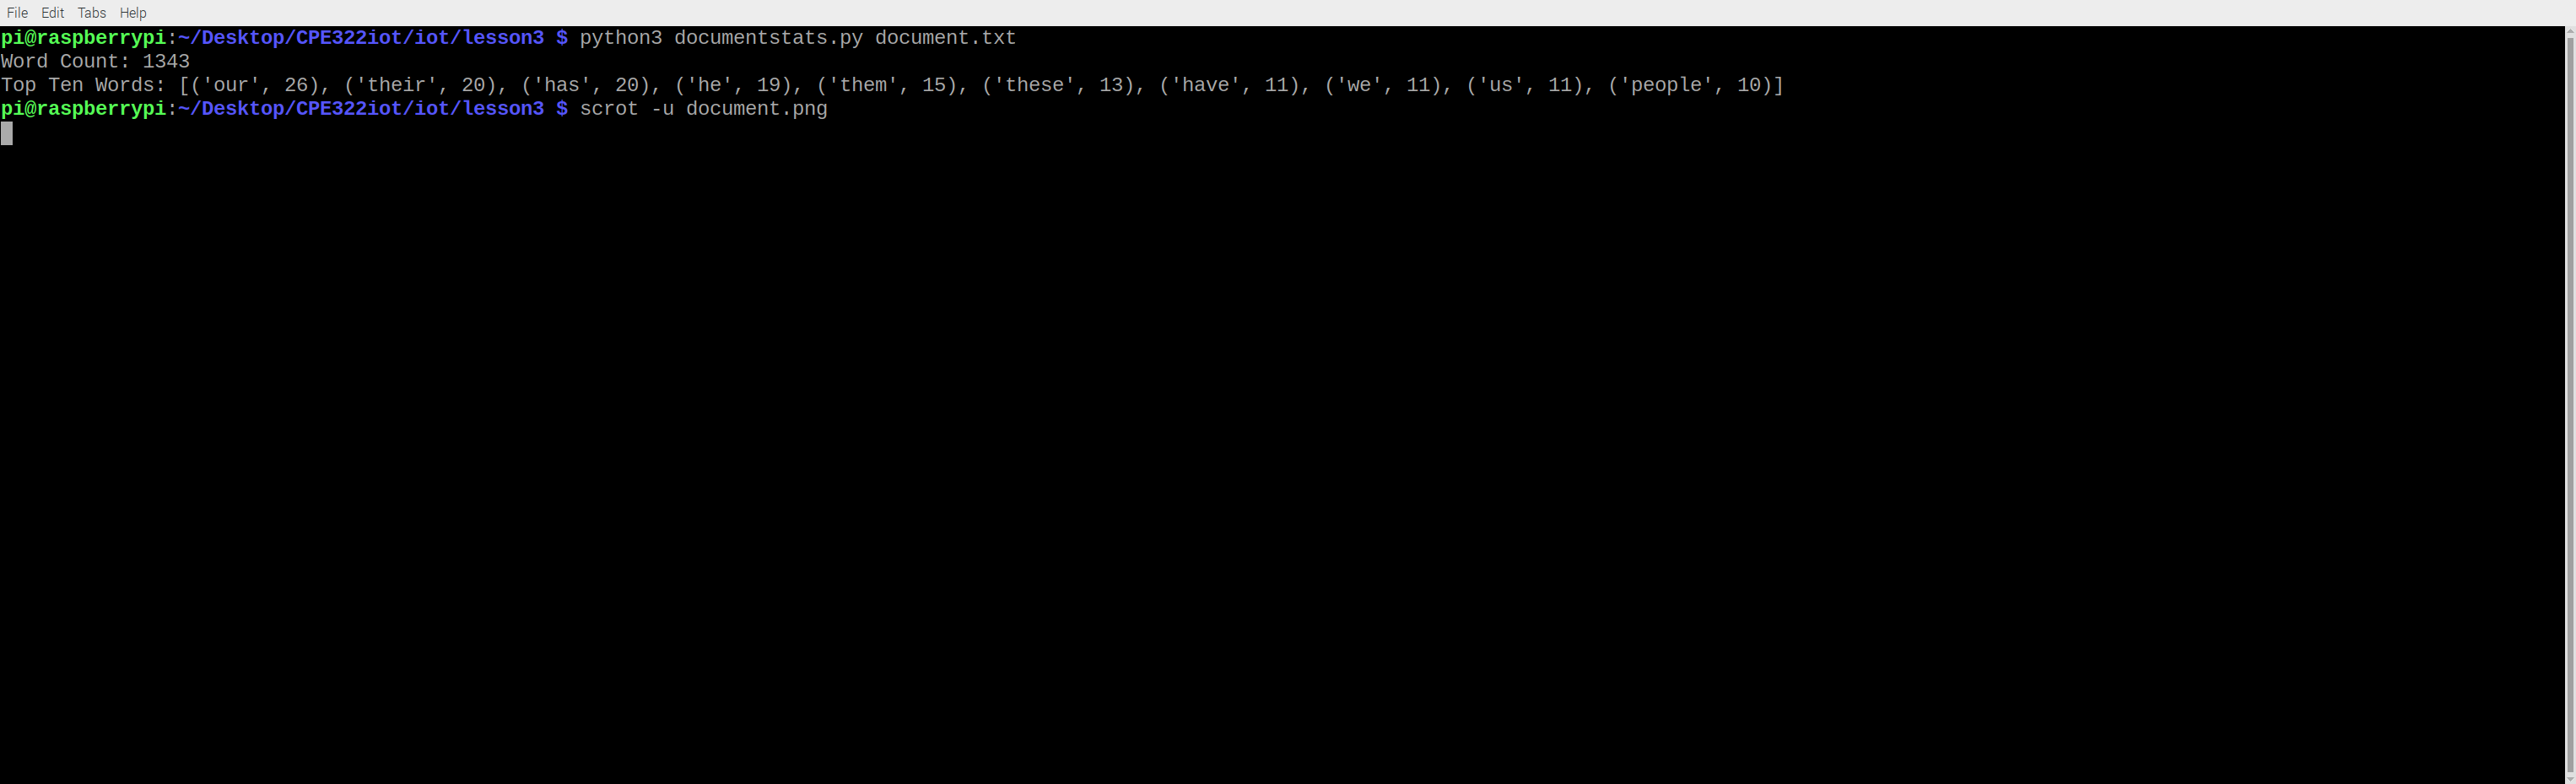 File Edit Tabs Help
pi@raspberrypi:~/Desktop/CPE322iot/iot/lesson3 $ python3 documentstats.py document.txt
Word Count: 1343
Top Ten Words: [('our', 26), ('their', 20), ('has', 20), ('he', 19), ('them', 15), ('these', 13), ('have', 11), ('we', 11), ('us', 11), ('people', 10)]
pi@raspberrypi:~/Desktop/CPE322iot/iot/lesson3 $ scrot -u document.png